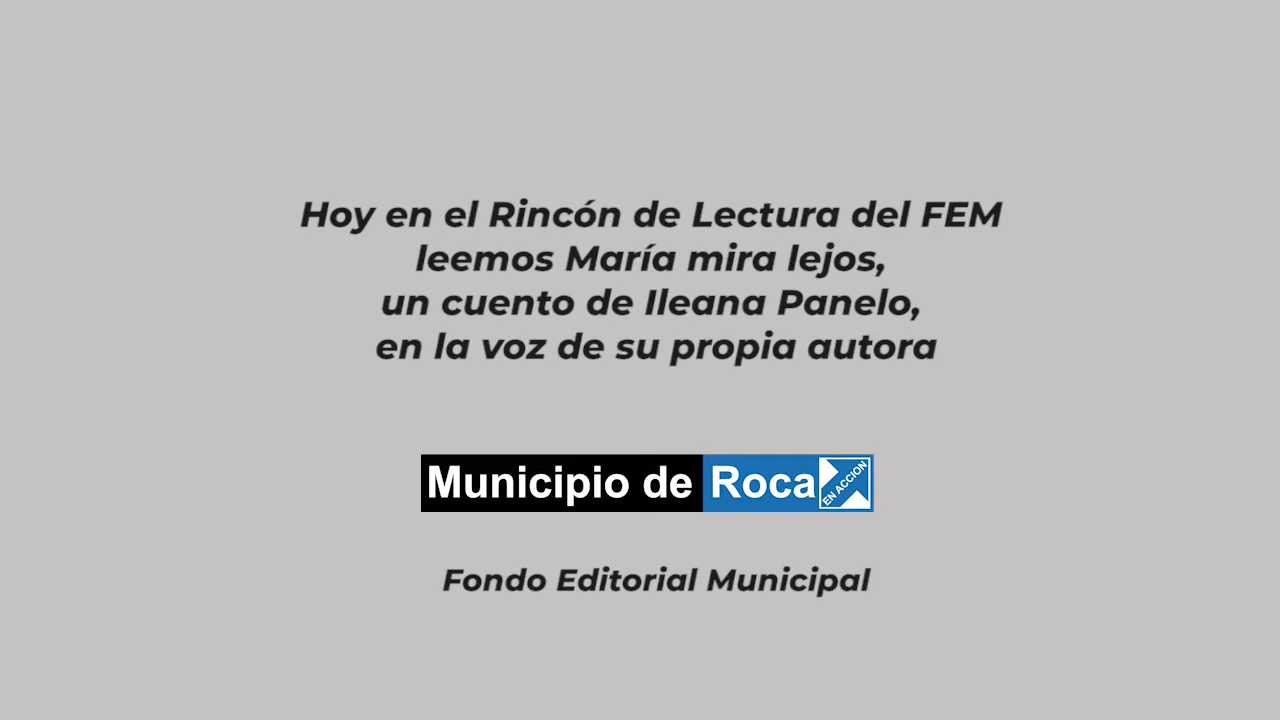 Hoy en el Rincón de Lectura del FEM
leemos María mira lejos,
un cuento de Ileana Panelo,
en la voz de su propia autora
Municipio de Roca
EN ACCION
Fondo Editorial Municipal